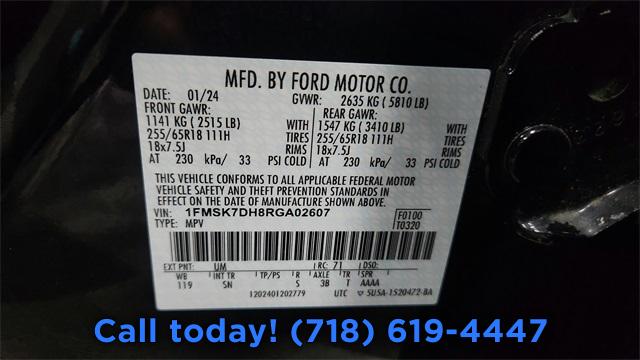 MFD. BY FORD MOTOR CO.
DATE: 01/24 GVWR: 2635 KG ( 5810 LB)
FRONT GAWR: REAR GAWR:
1141 KG ( 2515 LB) WITH 1547 KG ( 3410 LB) WITH
255/65R18 111H TIRES 255/65R18 111H TIRES
18x7.5J RIMS 18x7.5J RIMS
AT 230 kPa/ 33 PSI COLD AT 230 kPa/ 33 PSI COLD
THIS VEHICLE CONFORMS TO ALL APPLICABLE FEDERAL MOTOR
VEHICLE SAFETY AND THEFT PREVENTION STANDARDS IN
EFFECT ON THE DATE OF MANUFACTURE SHOWN ABOVE.
VIN: 1FMSK7DH8RGA02607 F0100
TYPE: MPV T0320
EXT PNT: UM RC: 71 DSO:
WB INT TR TP/PS R AXLE TR SPR
119 SN S 3B T AAAA
1202401202779 UTC 5U5A-1520472-BA
Call today! (718) 619-4447